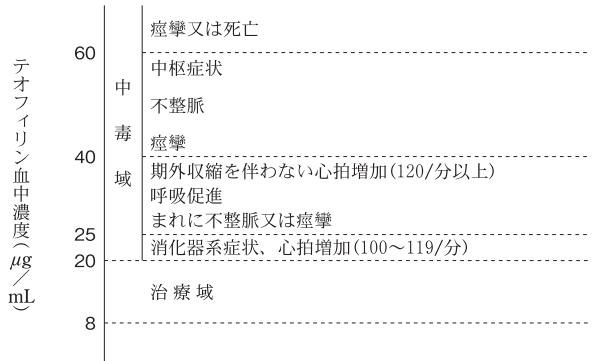 テオフィリン血中濃度(μg/mL)
中毒域
60
40
25
20
8
痙攣又は死亡
中枢症状
不整脈
痙攣
期外収縮を伴わない心拍増加(120/分以上)
呼吸促進
まれに不整脈又は痙攣
消化器系症状、心拍増加(100～119/分)
治療域